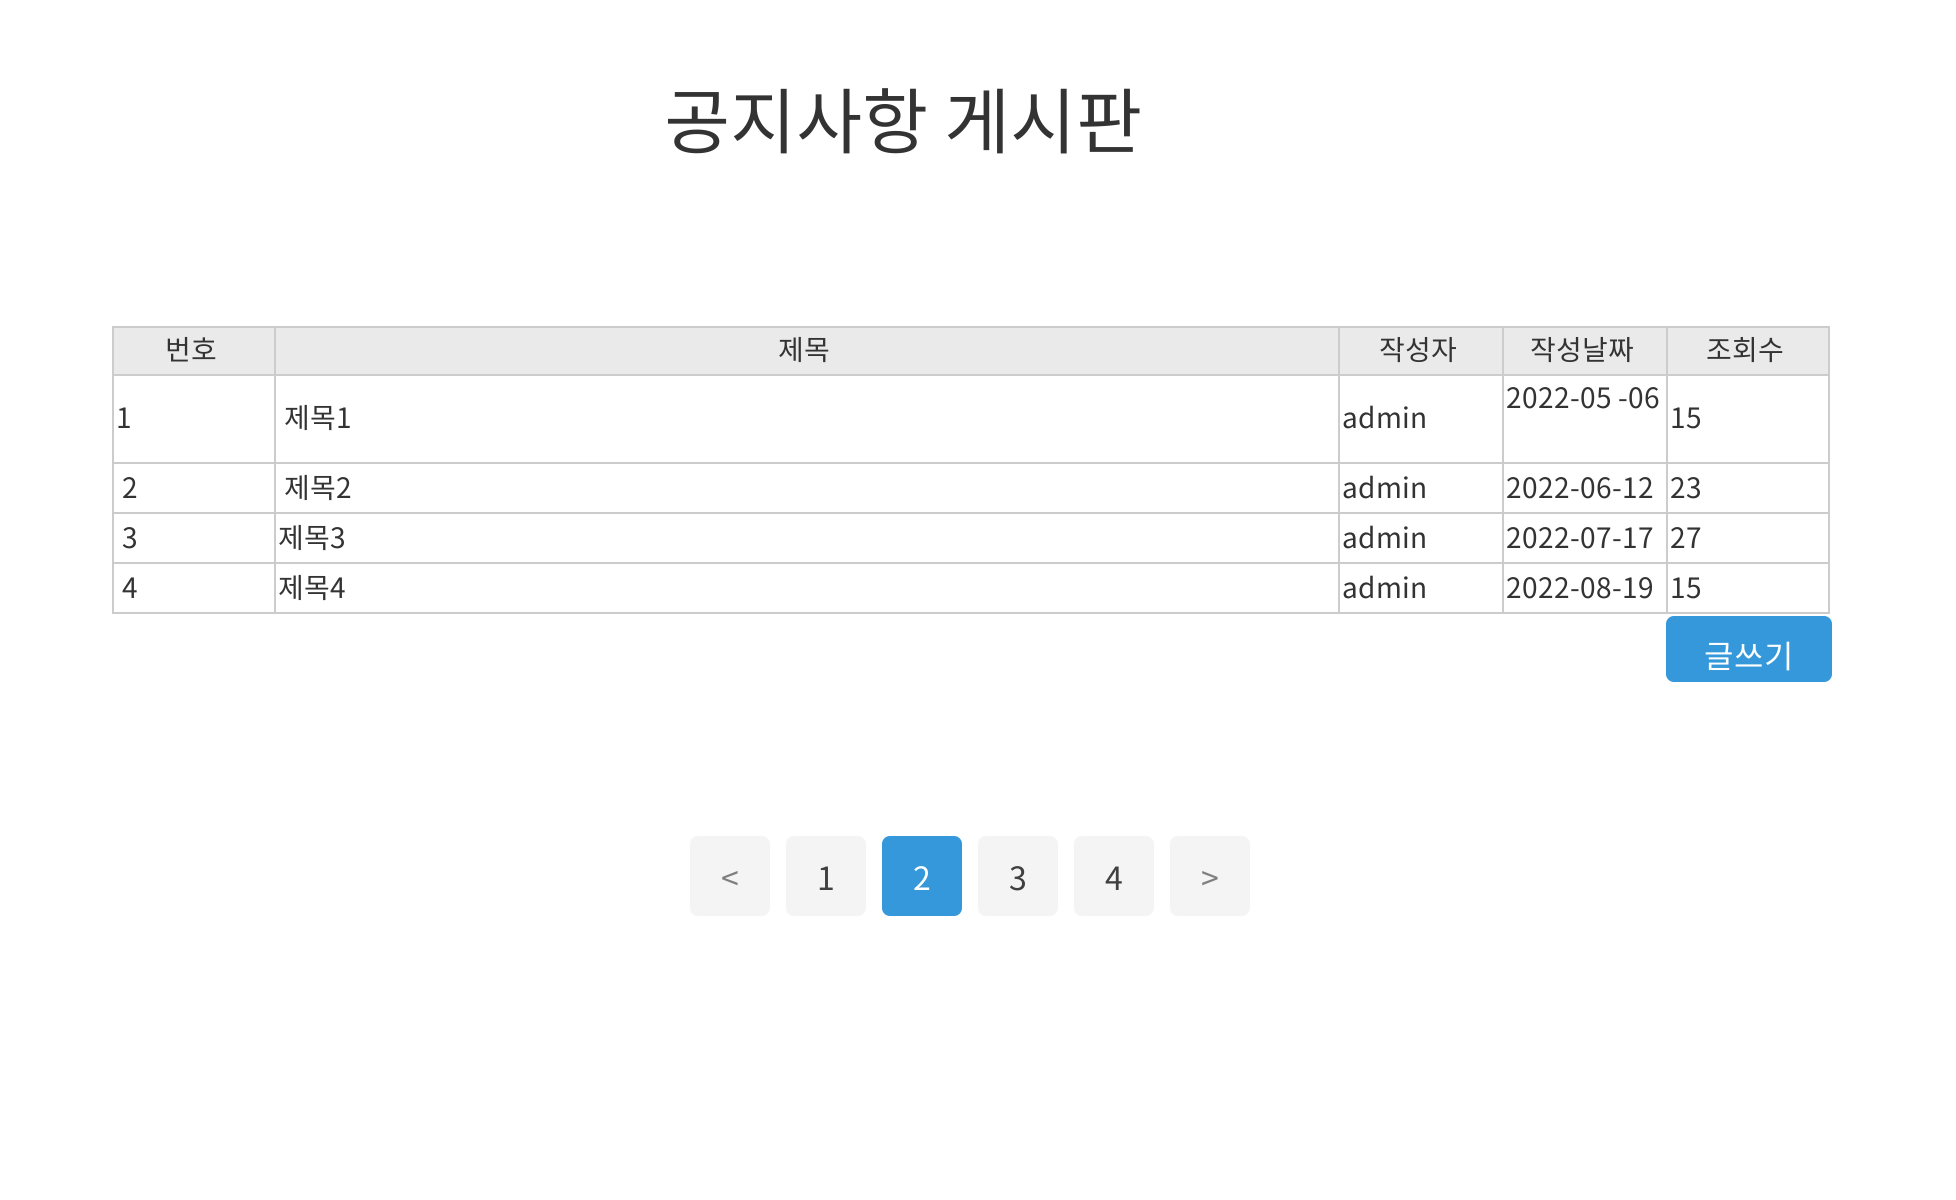 공지사항 게시판
번호 제목 작성자 작성날짜 조회수
1 제목1 admin 2022-05 -06 15
2 제목2 admin 2022-06-12 23
3 제목3 admin 2022-07-17 27
4 제목4 admin 2022-08-19 15
글쓰기
< 1 2 3 4 >